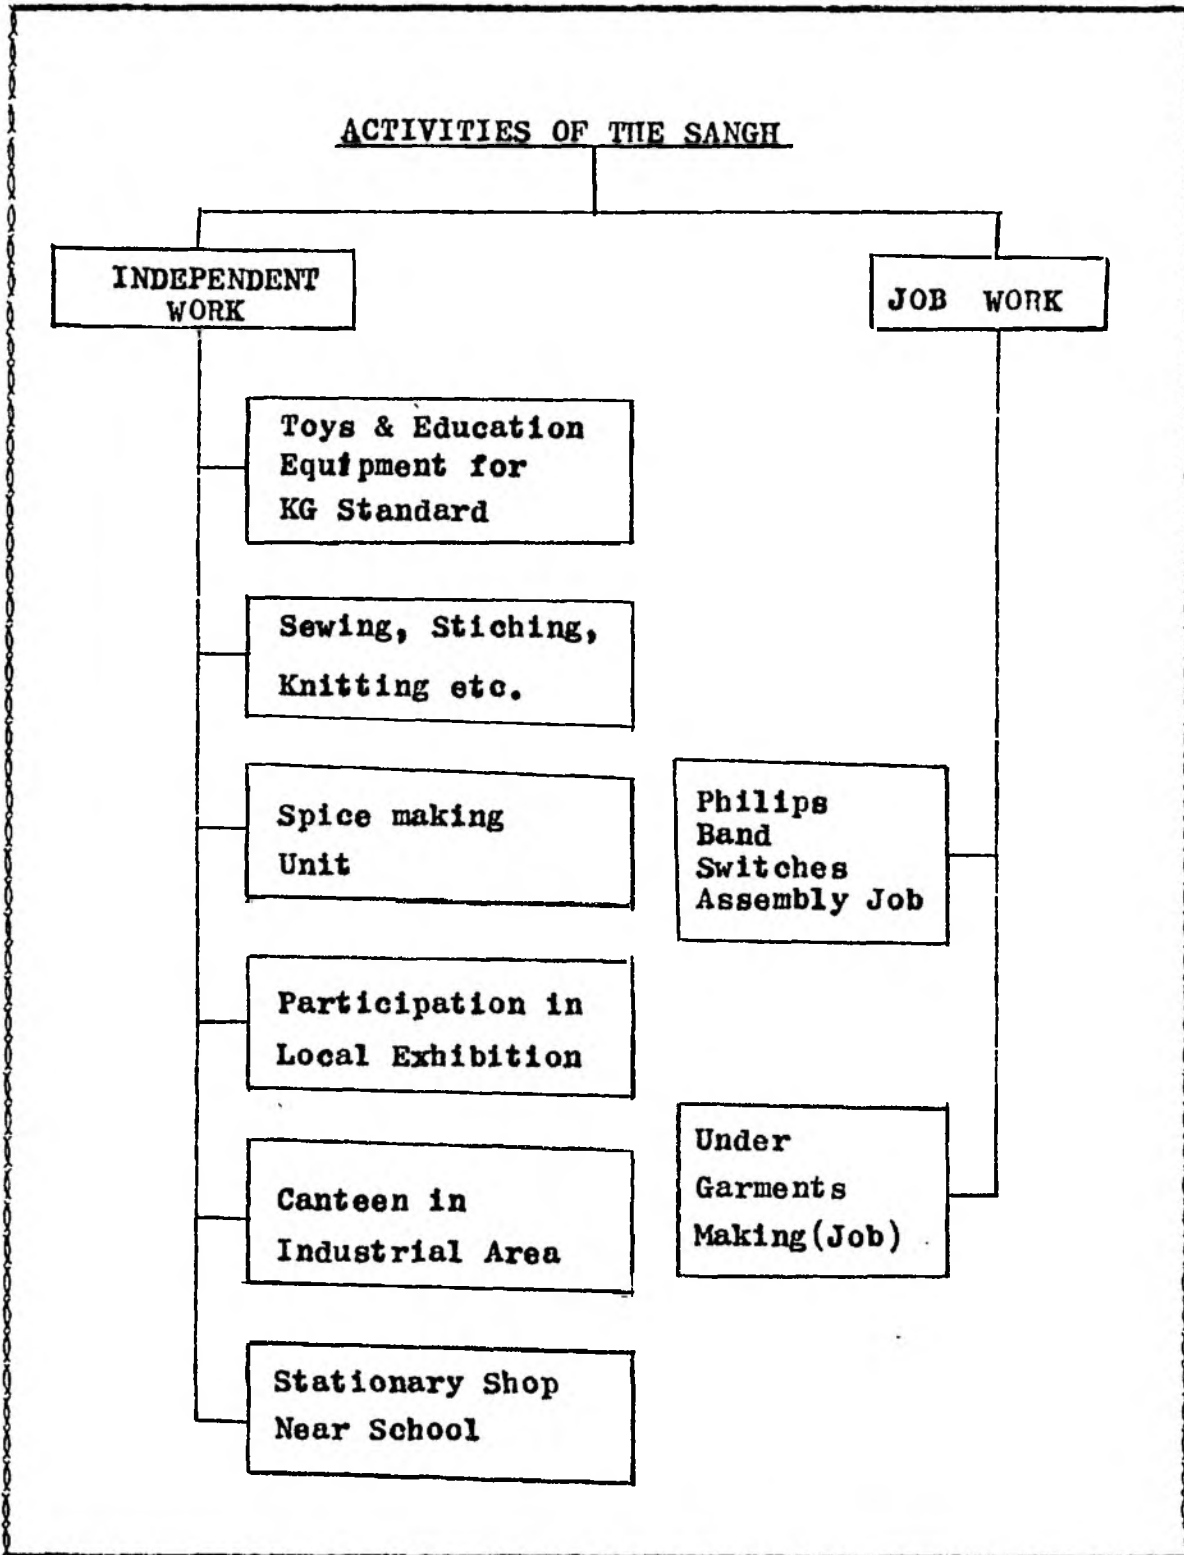 ACTIVITIES OF THE SANGH
INDEPENDENT
WORK
Toys & Education
Equipment for
KG Standard
Sewing, Stiching,
Knitting etc.
Spice making
Unit
Participation in
Local Exhibition
Canteen in
Industrial Area
Stationary Shop
Near School
JOB WORK
Philips
Band
Switches
Assembly Job
Under
Garments
Making(Job)